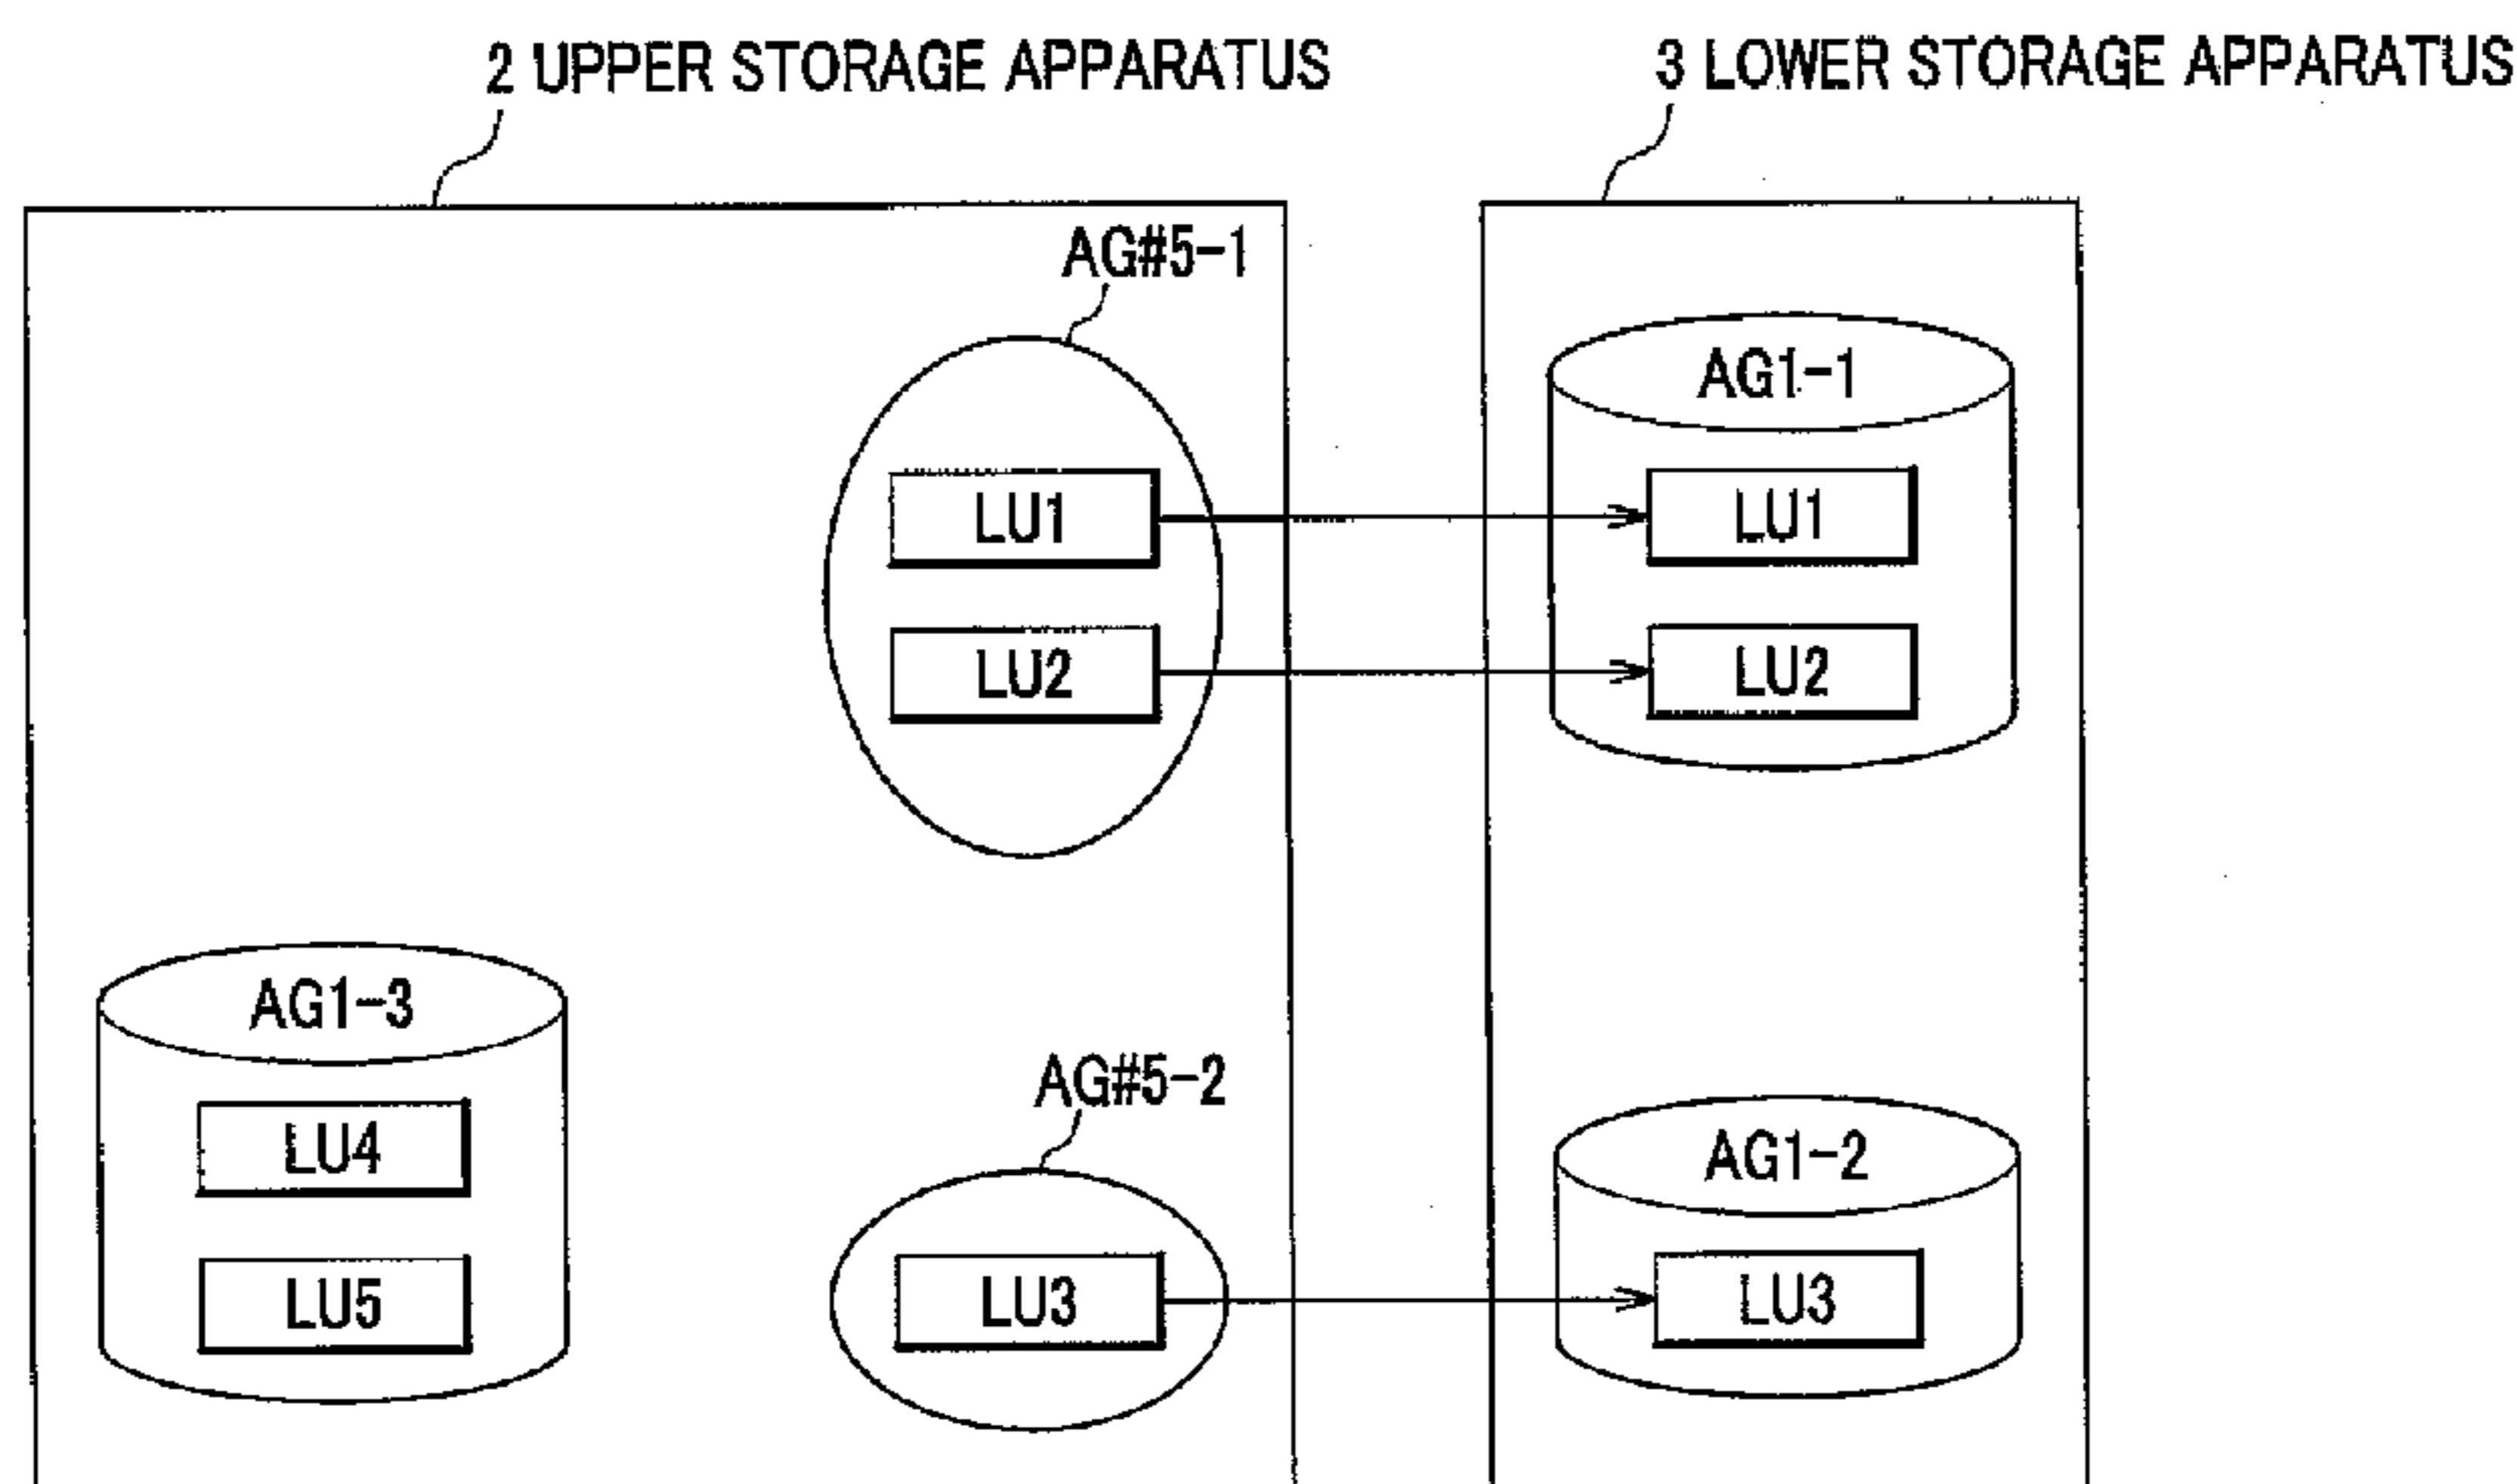 2 UPPER STORAGE APPARATUS
3 LOWER STORAGE APPARATUS
AG#5-1
AG1-1
LU1
LU1
LU2
LU2
AG1-3
AG#5-2
LU4
AG1-2
LU5
LU3
LU3